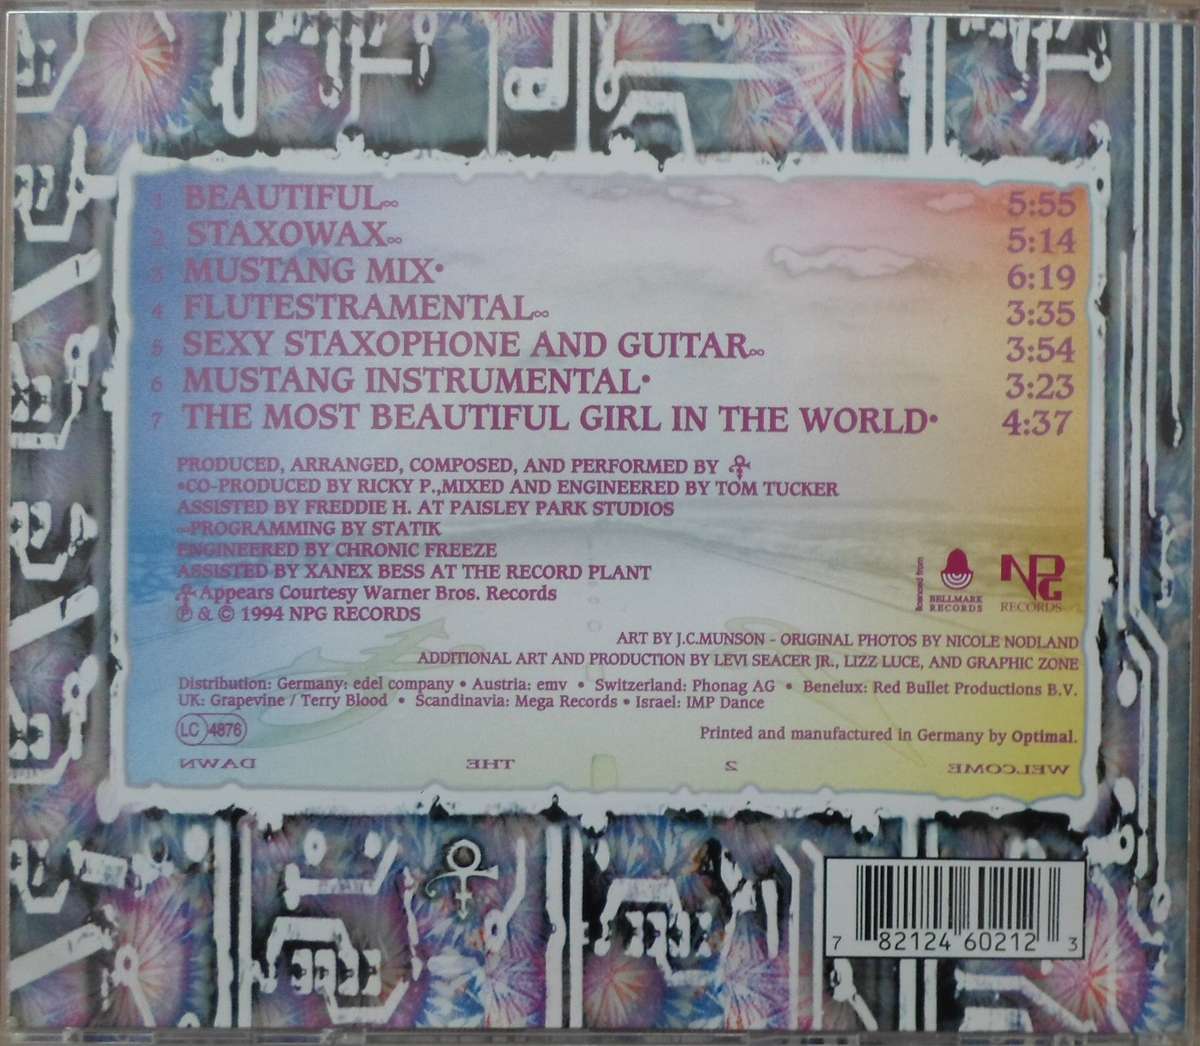 1 BEAUTIFUL∞ 5:55
2 STAXOWAX∞ 5:14
3 MUSTANG MIX• 6:19
4 FLUTESTRAMENTAL∞ 3:35
5 SEXY STAXOPHONE AND GUITAR∞ 3:54
6 MUSTANG INSTRUMENTAL• 3:23
7 THE MOST BEAUTIFUL GIRL IN THE WORLD• 4:37
PRODUCED, ARRANGED, COMPOSED, AND PERFORMED BY
•CO-PRODUCED BY RICKY P.,MIXED AND ENGINEERED BY TOM TUCKER
ASSISTED BY FREDDIE H. AT PAISLEY PARK STUDIOS
∞PROGRAMMING BY STATIK
ENGINEERED BY CHRONIC FREEZE
ASSISTED BY XANEX BESS AT THE RECORD PLANT
Appears Courtesy Warner Bros. Records
℗ & © 1994 NPG RECORDS
licensed from
BELLMARK
RECORDS
NPG
RECORDS
ART BY J.C.MUNSON - ORIGINAL PHOTOS BY NICOLE NODLAND
ADDITIONAL ART AND PRODUCTION BY LEVI SEACER JR., LIZZ LUCE, AND GRAPHIC ZONE
Distribution: Germany: edel company • Austria: emv • Switzerland: Phonag AG • Benelux: Red Bullet Productions B.V.
UK: Grapevine / Terry Blood • Scandinavia: Mega Records • Israel: IMP Dance
LC 4876
Printed and manufactured in Germany by Optimal.
WELCOME 2 THE DAWN
7 82124 60212 3